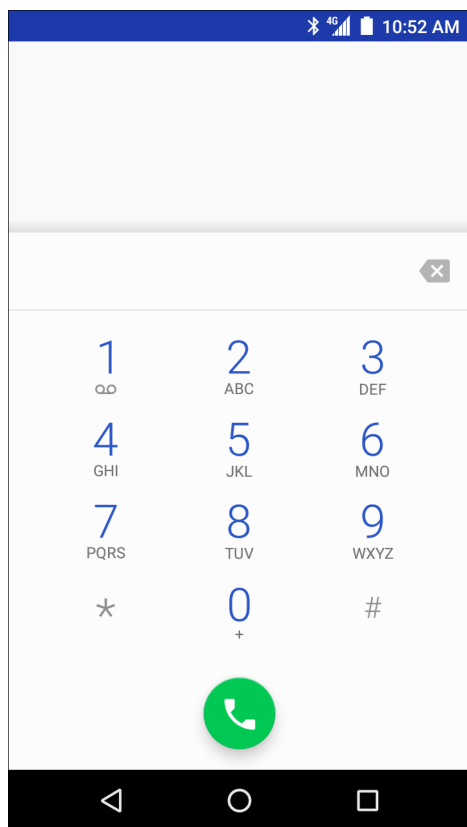 4G 10:52 AM
1 2 3
ABC DEF
4 5 6
GHI JKL MNO
7 8 9
PQRS TUV WXYZ
* 0 #
+